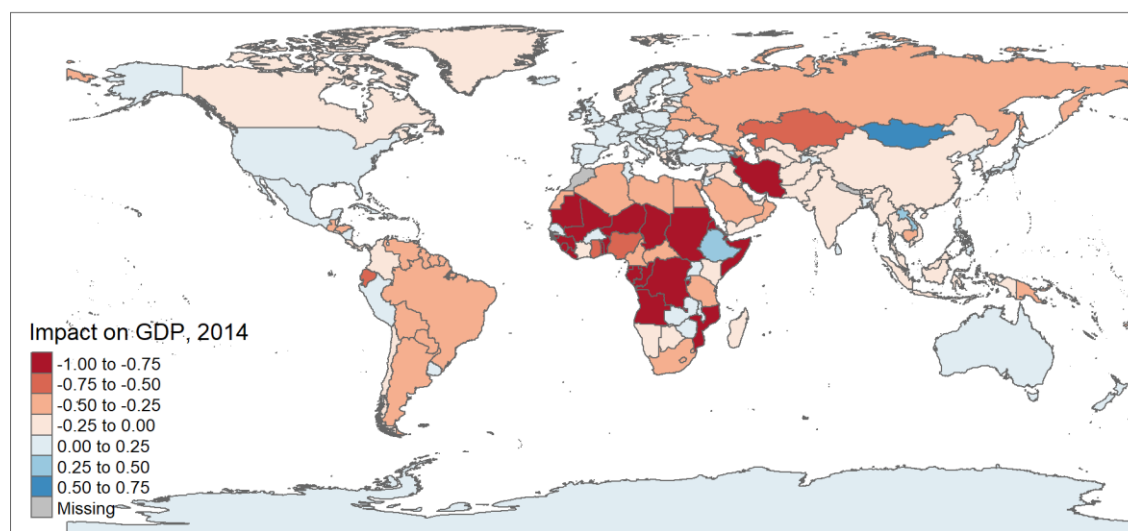 Impact on GDP, 2014
-1.00 to -0.75
-0.75 to -0.50
-0.50 to -0.25
-0.25 to 0.00
0.00 to 0.25
0.25 to 0.50
0.50 to 0.75
Missing